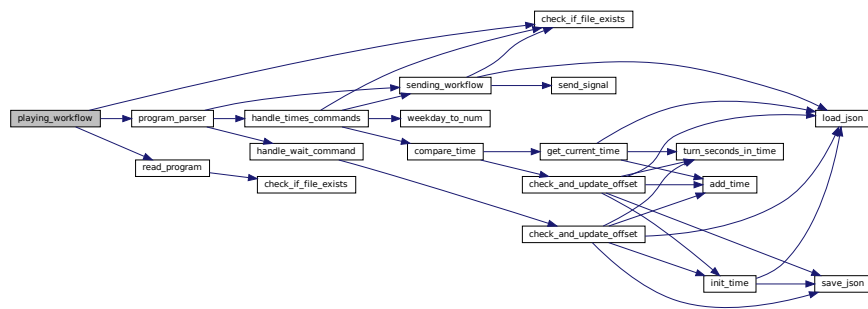 check_if_file_exists
sending_workflow
send_signal
playing_workflow
program_parser
handle_times_commands
weekday_to_num
load_json
handle_wait_command
compare_time
get_current_time
turn_seconds_in_time
read_program
check_if_file_exists
check_and_update_offset
add_time
check_and_update_offset
init_time
save_json